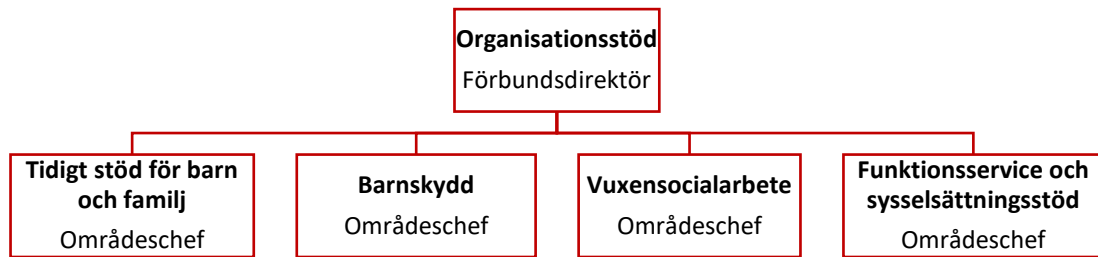 Organisationsstöd
Förbundsdirektör
Tidigt stöd för barn
och familj
Områdeschef
Barnskydd
Områdeschef
Vuxensocialarbete
Områdeschef
Funktionsservice och
sysselsättningsstöd
Områdeschef